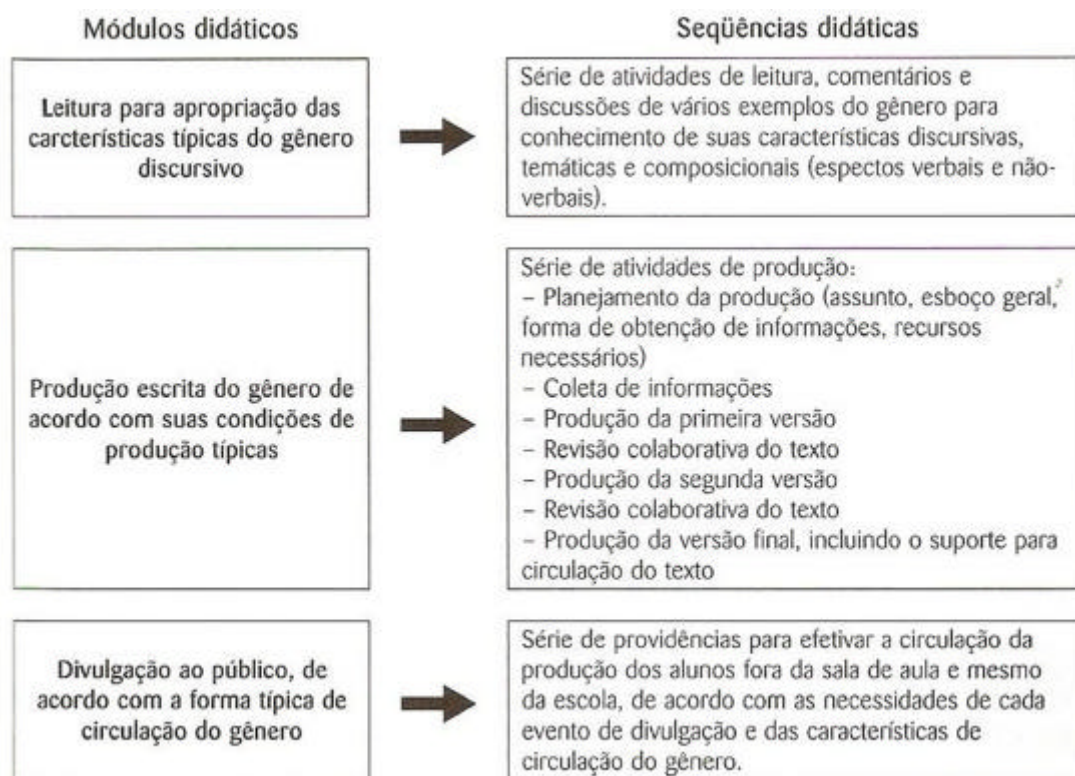 Módulos didáticos
Seqüências didáticas
Leitura para apropriação das
carcterísticas típicas do gênero
discursivo
Série de atividades de leitura, comentários e
discussões de vários exemplos do gênero para
conhecimento de suas características discursivas,
temáticas e composicionais (espectos verbais e não-
verbais).
Produção escrita do gênero de
acordo com suas condições de
produção típicas
Série de atividades de produção:
– Planejamento da produção (assunto, esboço geral,
forma de obtenção de informações, recursos
necessários)
– Coleta de informações
– Produção da primeira versão
– Revisão colaborativa do texto
– Produção da segunda versão
– Revisão colaborativa do texto
– Produção da versão final, incluindo o suporte para
circulação do texto
Divulgação ao público, de
acordo com a forma típica de
circulação do gênero
Série de providências para efetivar a circulação da
produção dos alunos fora da sala de aula e mesmo
da escola, de acordo com as necessidades de cada
evento de divulgação e das características de
circulação do gênero.